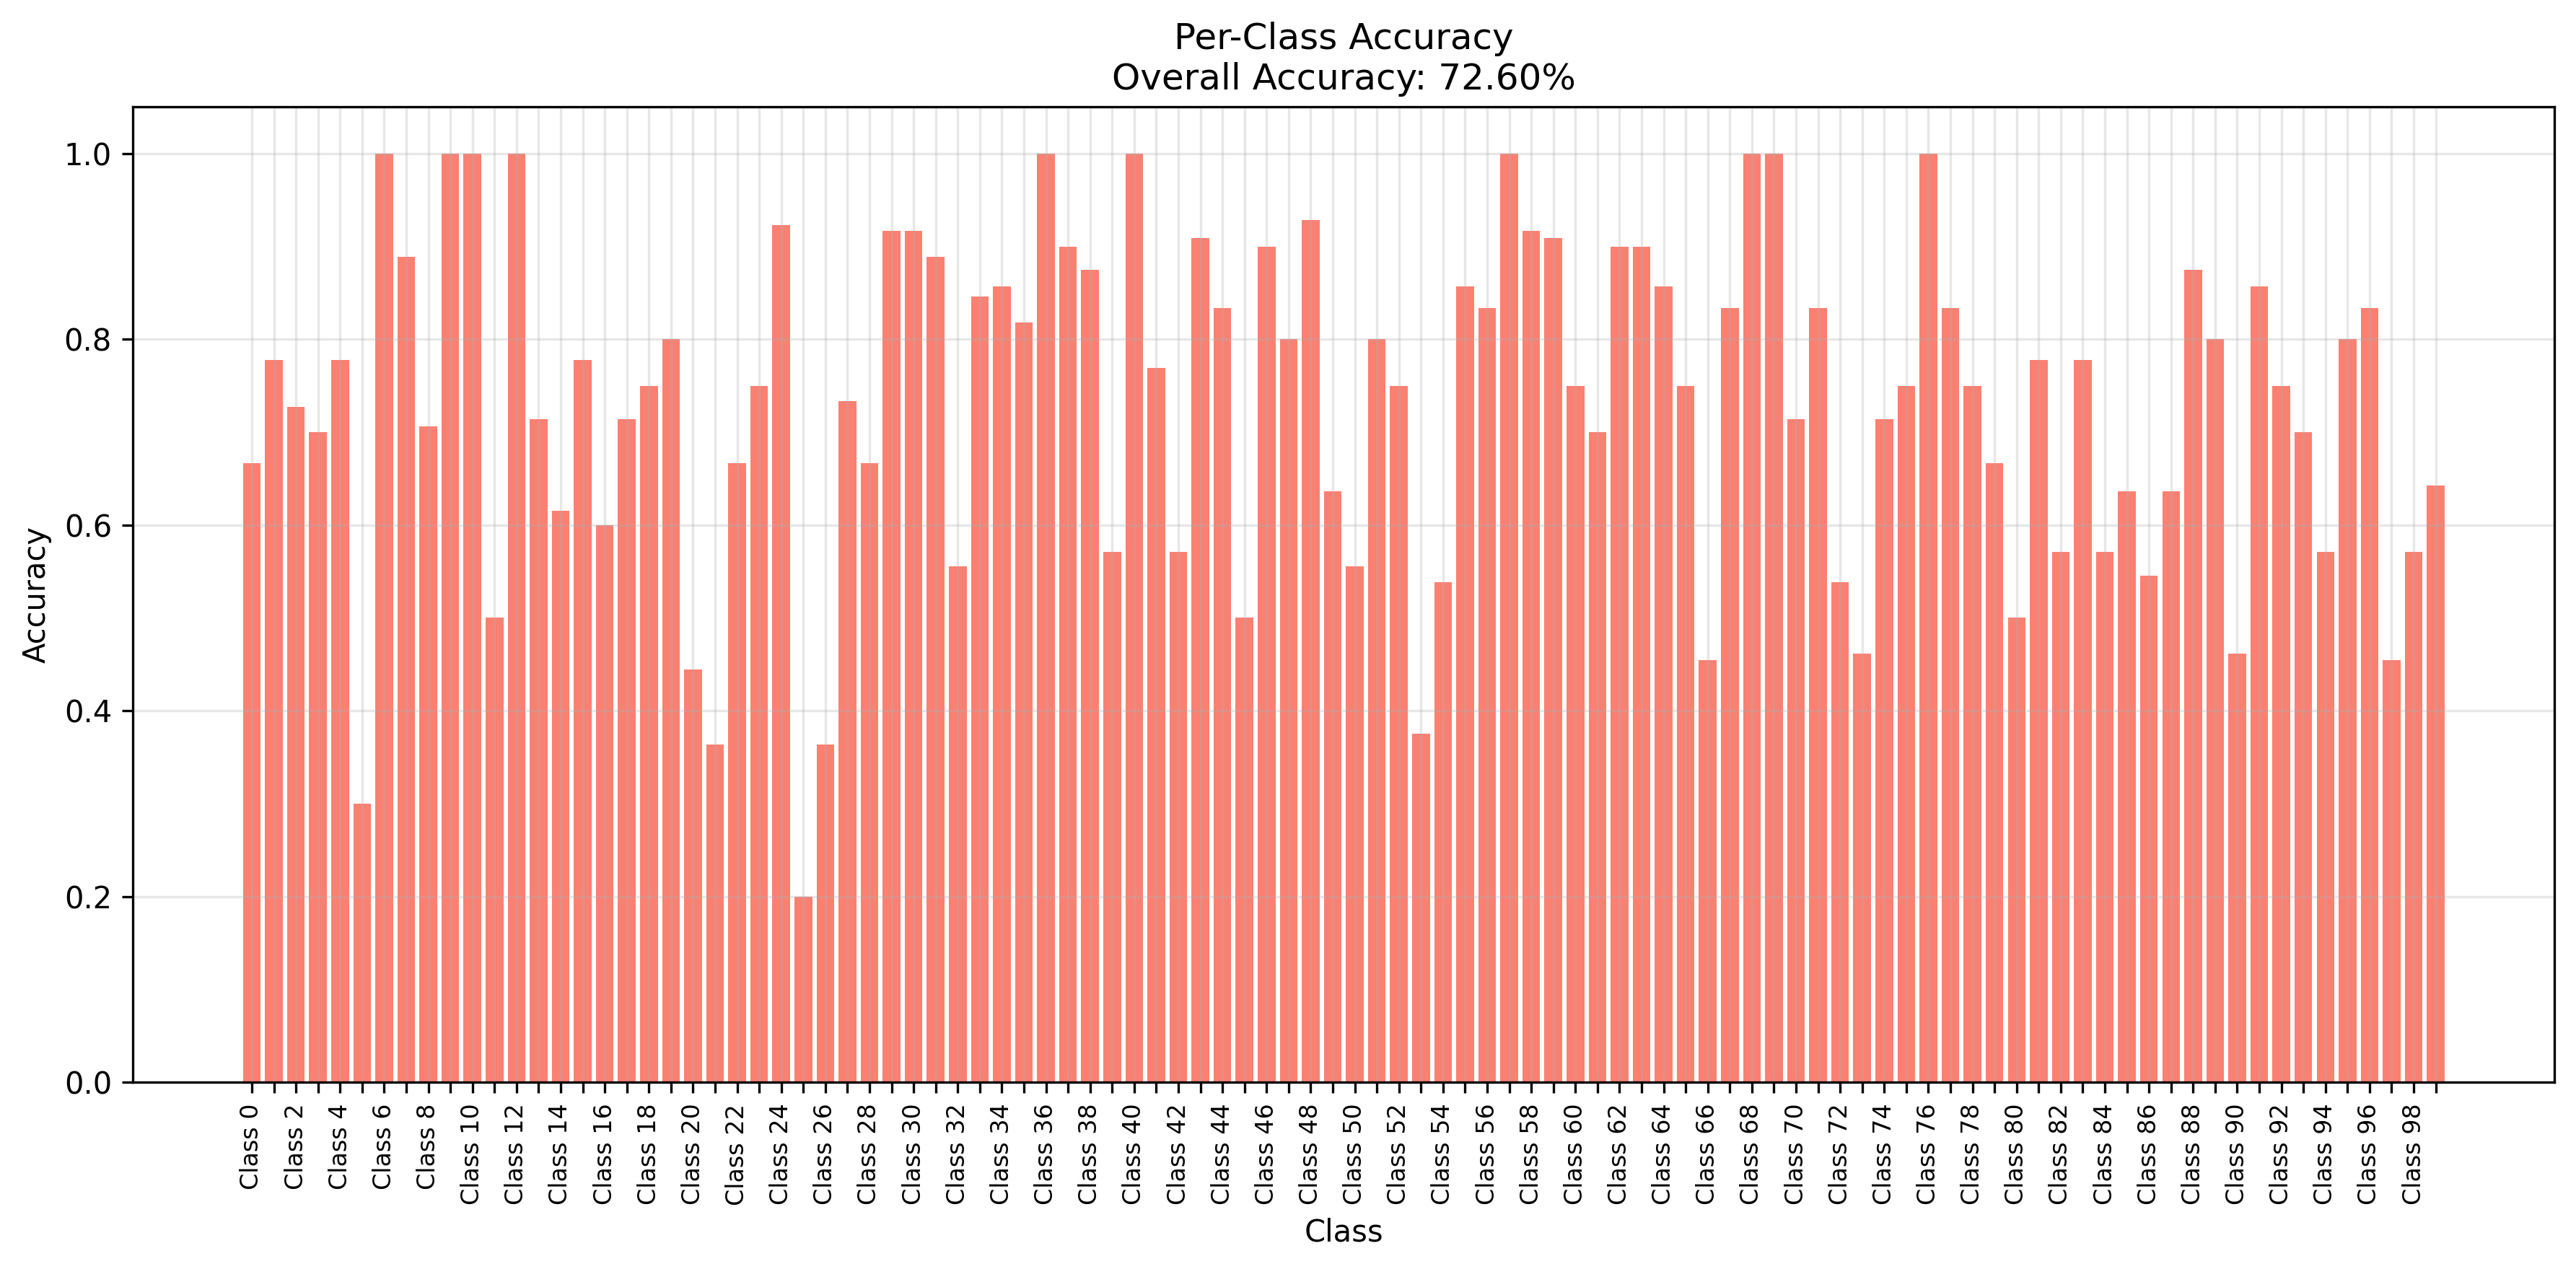 Per-Class Accuracy
Overall Accuracy: 72.60%
Accuracy
1.0
0.8
0.6
0.4
0.2
0.0
Class 0
Class 2
Class 4
Class 6
Class 8
Class 10
Class 12
Class 14
Class 16
Class 18
Class 20
Class 22
Class 24
Class 26
Class 28
Class 30
Class 32
Class 34
Class 36
Class 38
Class 40
Class 42
Class 44
Class 46
Class 48
Class 50
Class 52
Class 54
Class 56
Class 58
Class 60
Class 62
Class 64
Class 66
Class 68
Class 70
Class 72
Class 74
Class 76
Class 78
Class 80
Class 82
Class 84
Class 86
Class 88
Class 90
Class 92
Class 94
Class 96
Class 98
Class